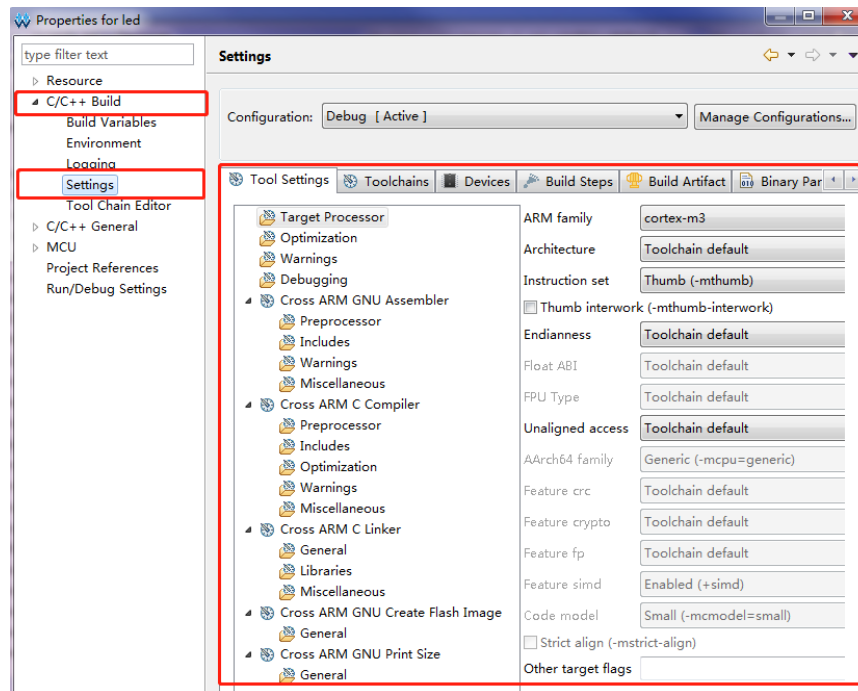 Properties for led
type filter text
Resource
C/C++ Build
Build Variables
Environment
Logging
Settings
Tool Chain Editor
C/C++ General
MCU
Project References
Run/Debug Settings
Settings
Configuration: Debug [ Active ] Manage Configurations...
Tool Settings Toolchains Devices Build Steps Build Artifact Binary Par
Target Processor
Optimization
Warnings
Debugging
Cross ARM GNU Assembler
Preprocessor
Includes
Warnings
Miscellaneous
Cross ARM C Compiler
Preprocessor
Includes
Optimization
Warnings
Miscellaneous
Cross ARM C Linker
General
Libraries
Miscellaneous
Cross ARM GNU Create Flash Image
General
Cross ARM GNU Print Size
General
ARM family cortex-m3
Architecture Toolchain default
Instruction set Thumb (-mthumb)
Thumb interwork (-mthumb-interwork)
Endianness Toolchain default
Float ABI Toolchain default
FPU Type Toolchain default
Unaligned access Toolchain default
AArch64 family Generic (-mcpu=generic)
Feature crc Toolchain default
Feature crypto Toolchain default
Feature fp Toolchain default
Feature simd Enabled (+simd)
Code model Small (-mcmodel=small)
Strict align (-mstrict-align)
Other target flags